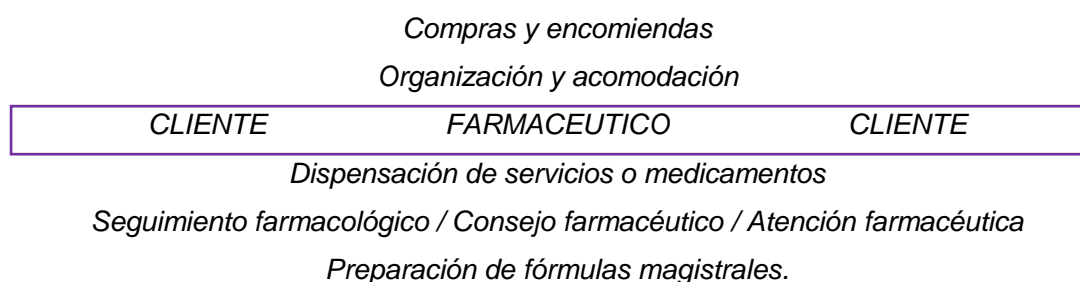 Compras y encomiendas
Organización y acomodación
CLIENTE FARMACEUTICO CLIENTE
Dispensación de servicios o medicamentos
Seguimiento farmacológico / Consejo farmacéutico / Atención farmacéutica
Preparación de fórmulas magistrales.